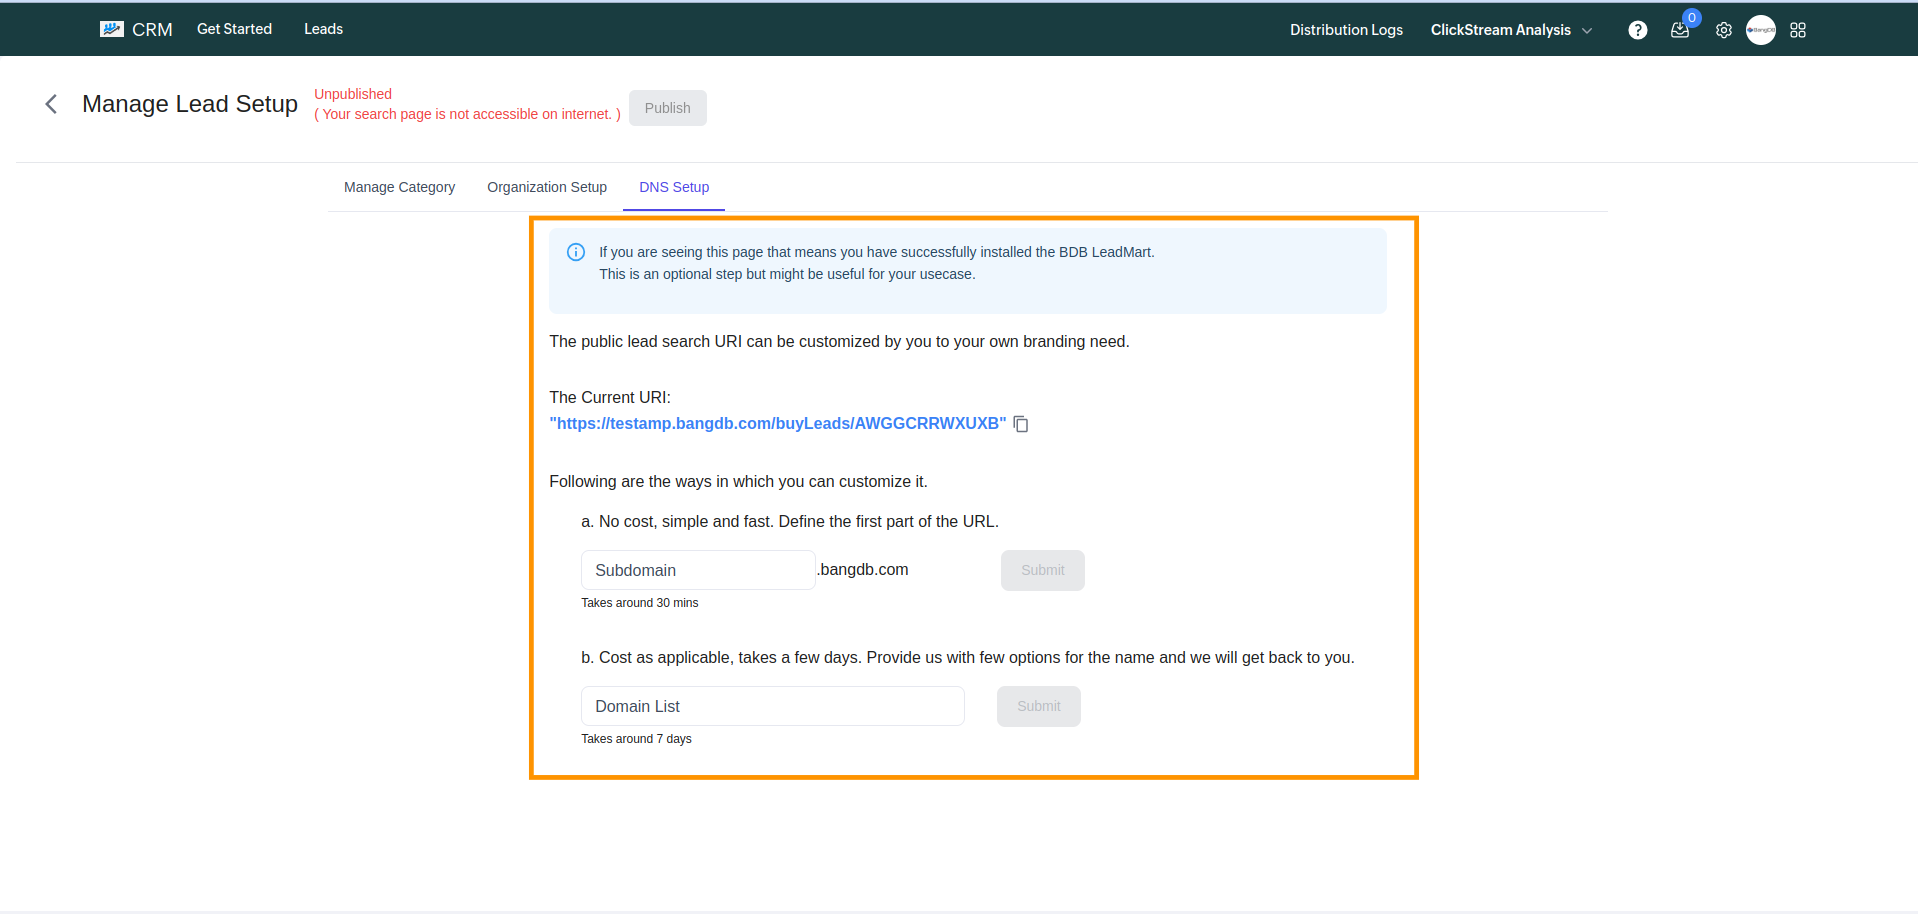 CRM
Get Started
Leads
Distribution Logs
ClickStream Analysis
?
0
BangDB
Manage Lead Setup
Unpublished
( Your search page is not accessible on internet. )
Publish
Manage Category
Organization Setup
DNS Setup
If you are seeing this page that means you have successfully installed the BDB LeadMart.
This is an optional step but might be useful for your usecase.
The public lead search URI can be customized by you to your own branding need.
The Current URI:
"https://testamp.bangdb.com/buyLeads/AWGGCRRWXUXB"
Following are the ways in which you can customize it.
a. No cost, simple and fast. Define the first part of the URL.
Subdomain
.bangdb.com
Submit
Takes around 30 mins
b. Cost as applicable, takes a few days. Provide us with few options for the name and we will get back to you.
Domain List
Submit
Takes around 7 days